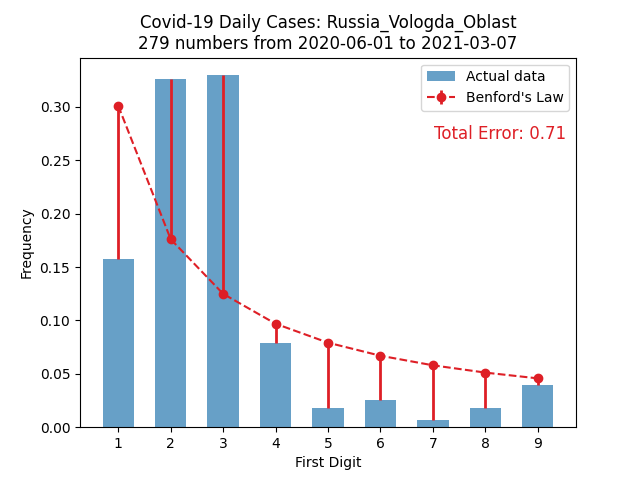 Covid-19 Daily Cases: Russia_Vologda_Oblast
279 numbers from 2020-06-01 to 2021-03-07
Actual data
Benford's Law
Total Error: 0.71
Frequency
0.30
0.25
0.20
0.15
0.10
0.05
0.00
1 2 3 4 5 6 7 8 9
First Digit